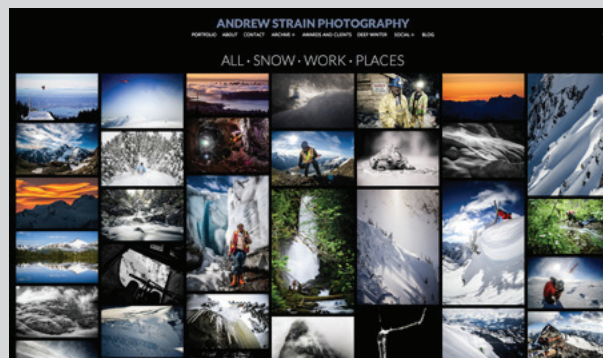 ANDREW STRAIN PHOTOGRAPHY
PORTFOLIO ABOUT CONTACT ARCHIVE + AWARDS AND CLIENTS DEEP WINTER SOCIAL + BLOG
ALL · SNOW · WORK · PLACES